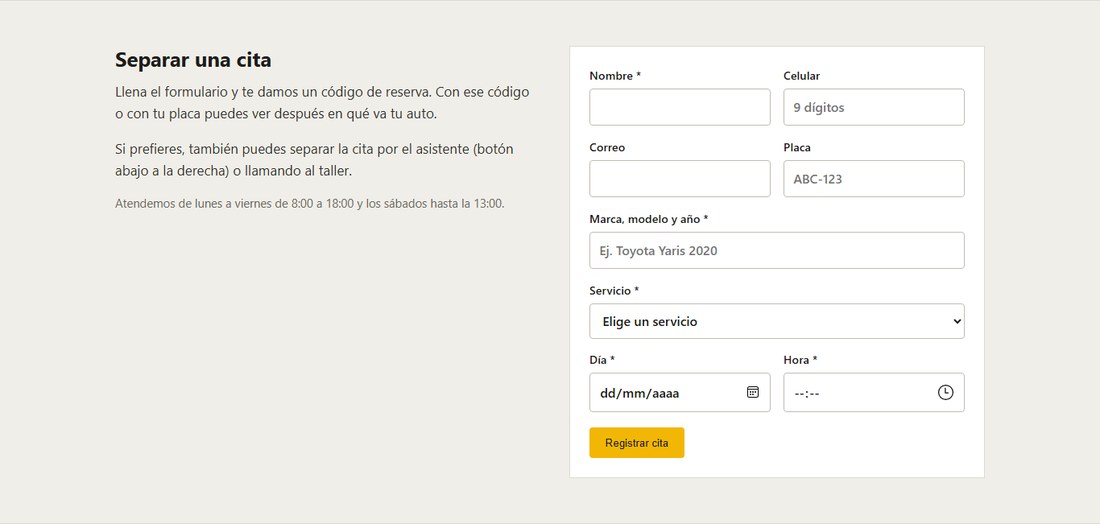 Separar una cita
Llena el formulario y te damos un código de reserva. Con ese código
o con tu placa puedes ver después en qué va tu auto.
Si prefieres, también puedes separar la cita por el asistente (botón
abajo a la derecha) o llamando al taller.
Atendemos de lunes a viernes de 8:00 a 18:00 y los sábados hasta la 13:00.
Nombre *
Celular
9 dígitos
Correo
Placa
ABC-123
Marca, modelo y año *
Ej. Toyota Yaris 2020
Servicio *
Elige un servicio
Día *
Hora *
dd/mm/aaaa
--:--
Registrar cita